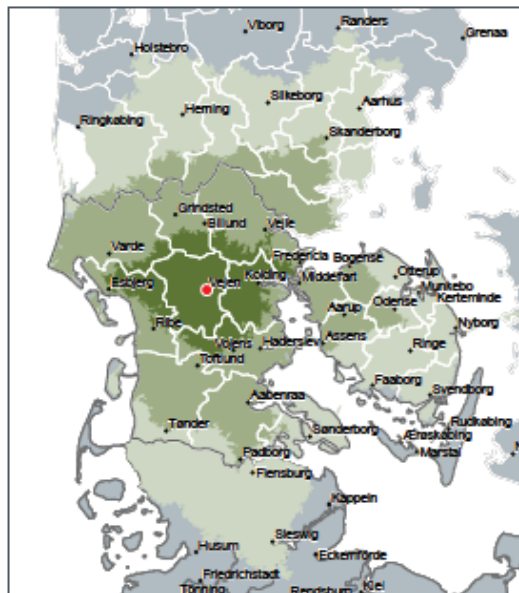 Viborg
Randers
Grenaa
Holstebro
Silkeborg
Herning
Aarhus
Ringkøbing
Skanderborg
Grindsted
Billund
Vejle
Varde
Fredericia
Bogense
Otterup
Esbjerg
Vejen
Kolding
Middelfart
Munkebo
Kerteminde
Odense
Aarup
Ribe
Nyborg
Vojens
Haderslev
Assens
Ringe
Toftlund
Faaborg
Svendborg
Aabenraa
Rudkøbing
Tønder
Sønderborg
Ærøskøbing
Marstal
Padborg
Flensburg
Kappeln
Slesvig
Husum
Eckernförde
Friedrichstadt
Tönning
Rendsburg
Kiel